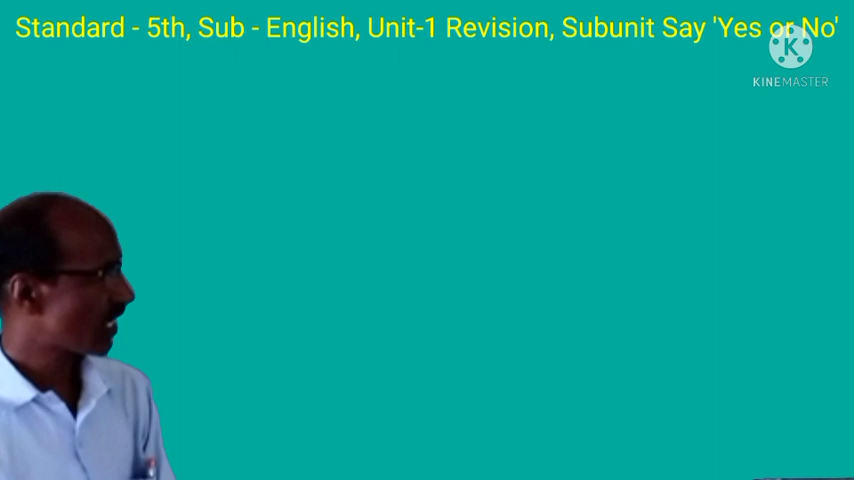 Standard - 5th, Sub - English, Unit-1 Revision, Subunit Say 'Yes or No'
K
KINEMASTER